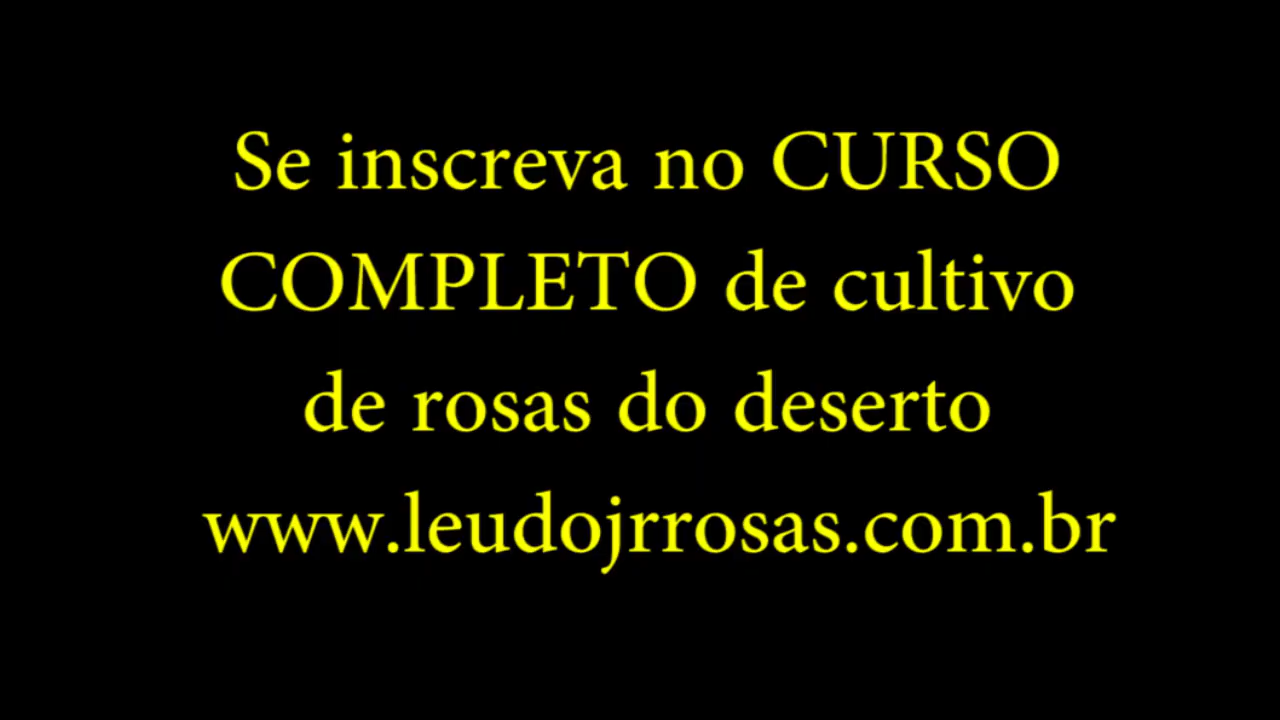 Se inscreva no CURSO
COMPLETO de cultivo
de rosas do deserto
www.leudojrrosas.com.br